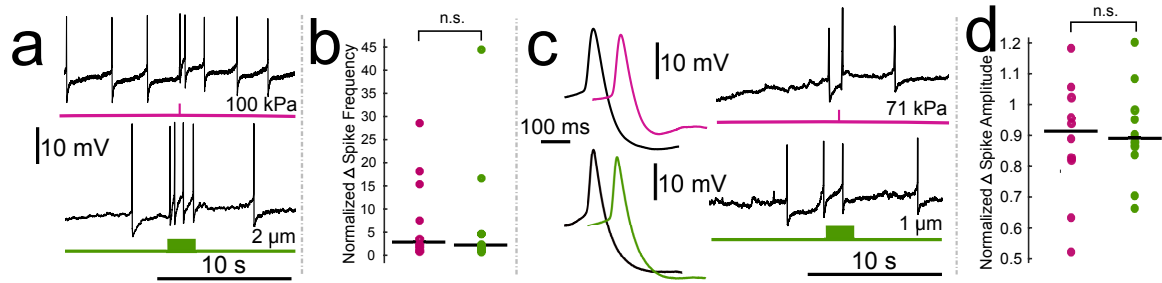 a
100 kPa
10 mV
2 μm
10 s
b
n.s.
Normalized Δ Spike Frequency
45
40
35
30
25
20
15
10
5
0
c
10 mV
100 ms
10 mV
71 kPa
1 μm
10 s
d
n.s.
Normalized Δ Spike Amplitude
1.2
1.1
1
0.9
0.8
0.7
0.6
0.5